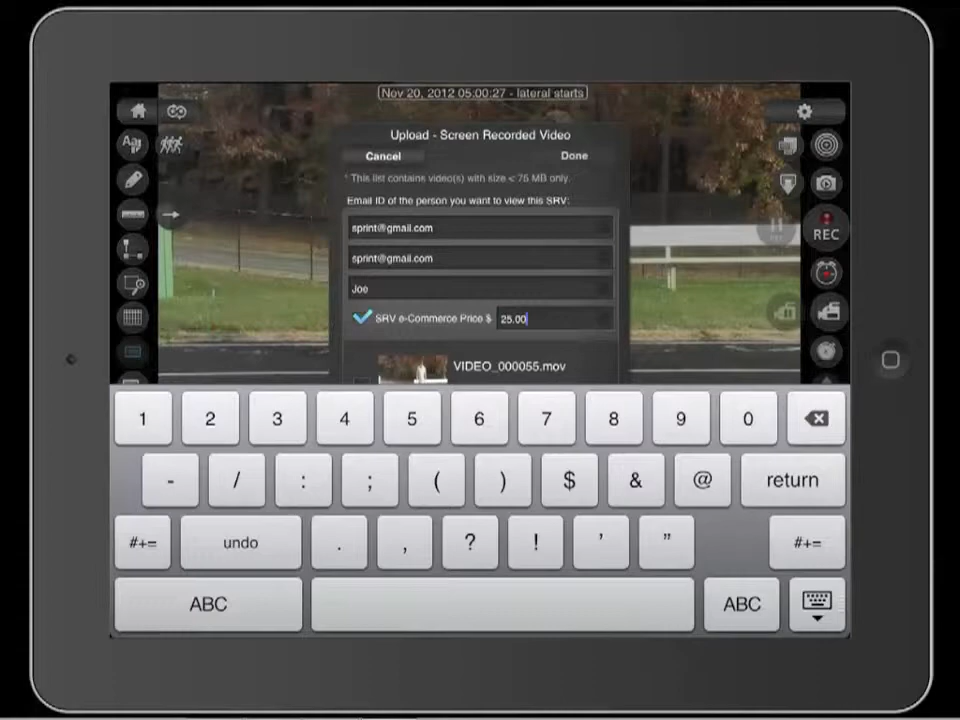 Nov 20, 2012 05:00:27 - lateral starts
Upload - Screen Recorded Video
Cancel Done
* This list contains video(s) with size < 75 MB only.
Email ID of the person you want to view this SRV:
sprint@gmail.com
REC
sprint@gmail.com
Joe
SRV e-Commerce Price $ 25.00
VIDEO_000055.mov
1 2 3 4 5 6 7 8 9 0
- / : ; ( ) $ & @ return
#+= undo . , ? ! ' " #+=
ABC ABC